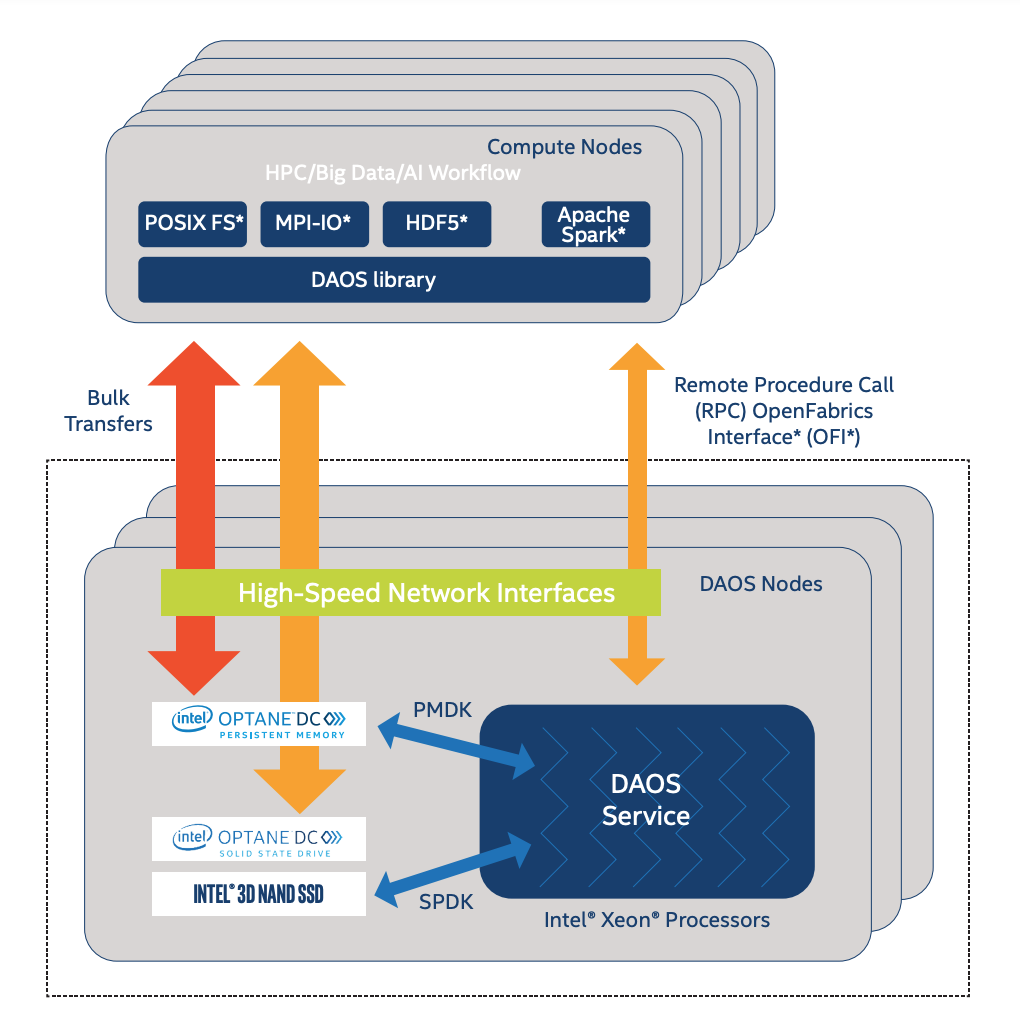 Compute Nodes
HPC/Big Data/AI Workflow
POSIX FS*
MPI-IO*
HDF5*
Apache
Spark*
DAOS library
Bulk
Transfers
Remote Procedure Call
(RPC) OpenFabrics
Interface* (OFI*)
High-Speed Network Interfaces
DAOS Nodes
intel OPTANE™ DC
PERSISTENT MEMORY
PMDK
DAOS
Service
intel OPTANE™ DC
SOLID STATE DRIVE
INTEL® 3D NAND SSD
SPDK
Intel® Xeon® Processors